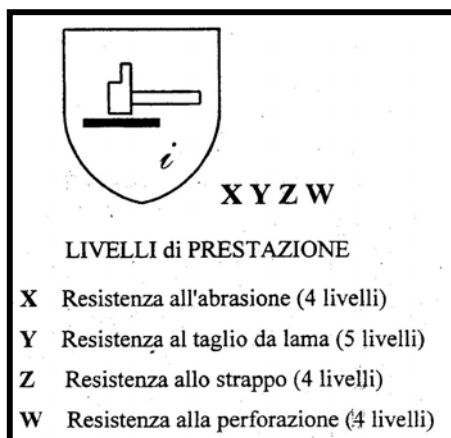 i
X Y Z W
LIVELLI di PRESTAZIONE
X Resistenza all'abrasione (4 livelli)
Y Resistenza al taglio da lama (5 livelli)
Z Resistenza allo strappo (4 livelli)
W Resistenza alla perforazione (4 livelli)